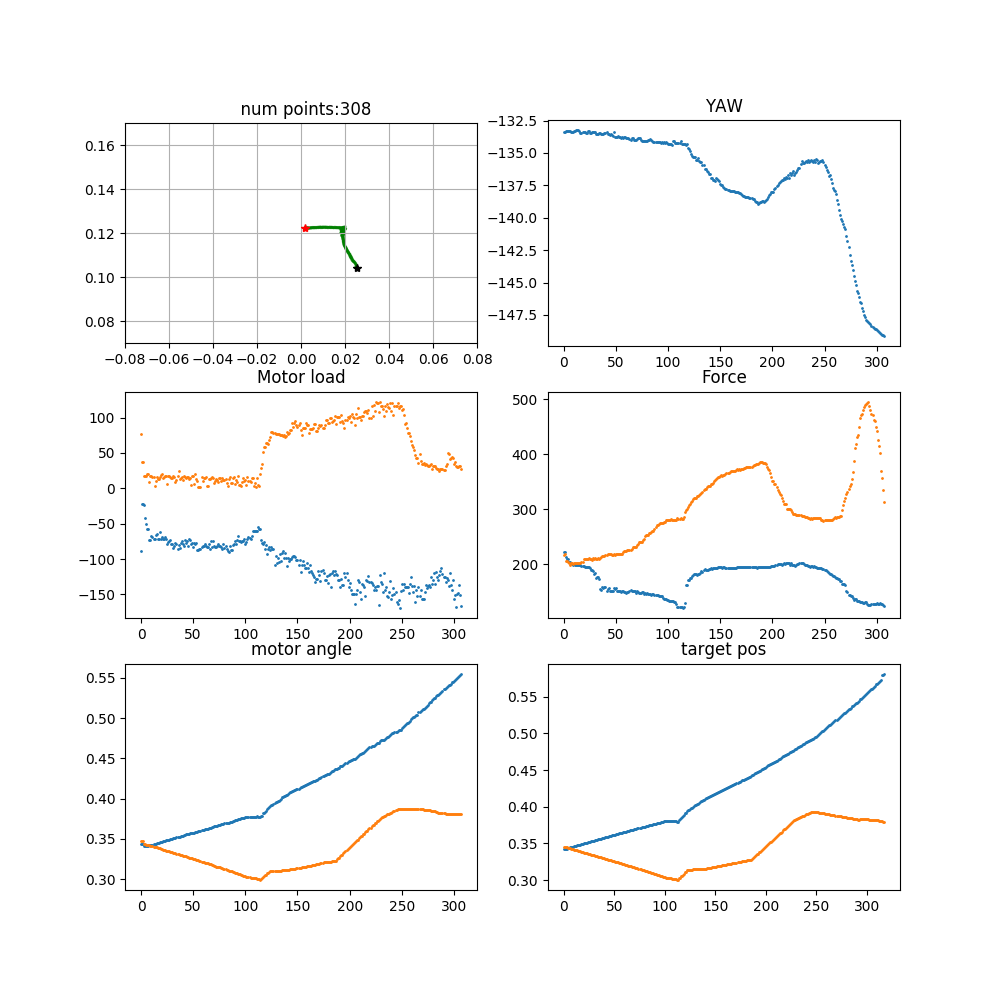 num points:308
YAW
0.16
0.14
0.12
0.10
0.08
−0.08 −0.06 −0.04 −0.02 0.00 0.02 0.04 0.06 0.08
−132.5
−135.0
−137.5
−140.0
−142.5
−145.0
−147.5
0 50 100 150 200 250 300
Motor load
Force
100
50
0
−50
−100
−150
0 50 100 150 200 250 300
500
400
300
200
0 50 100 150 200 250 300
motor angle
target pos
0.55
0.50
0.45
0.40
0.35
0.30
0 50 100 150 200 250 300
0.55
0.50
0.45
0.40
0.35
0.30
0 50 100 150 200 250 300